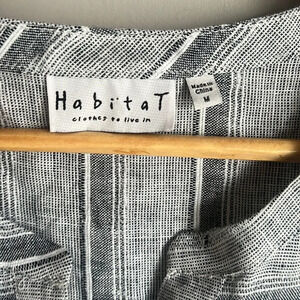 HabitaT
clothes to live in
Made in
China
M